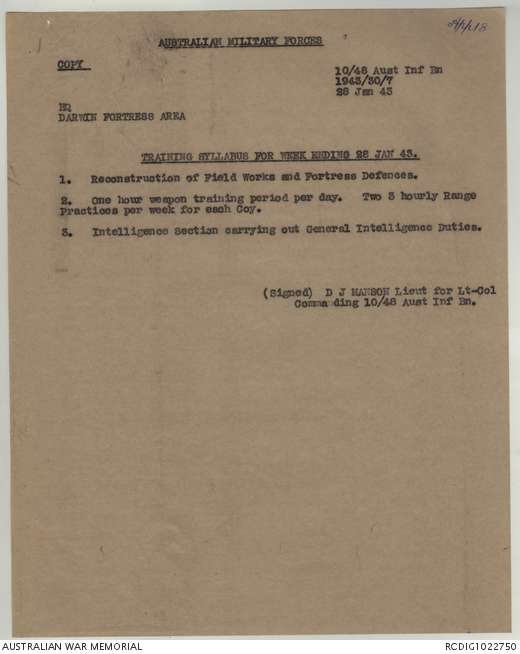 AUSTRALIAN MILITARY FORCES
COPY
10/48 Aust Inf Bn
1943/30/7
28 Jan 43
HQ
DARWIN FORTRESS AREA
TRAINING SYLLABUS FOR WEEK ENDING 28 JAN 43.
1. Reconstruction of Field Works and Fortress Defences.
2. One hour weapon training period per day. Two 3 hourly Range
Practices per week for each Coy.
3. Intelligence Section carrying out General Intelligence Duties.
(Signed) D J MANSON Lieut for Lt-Col
Commanding 10/48 Aust Inf Bn.
AUSTRALIAN WAR MEMORIAL
RCDIG1022750